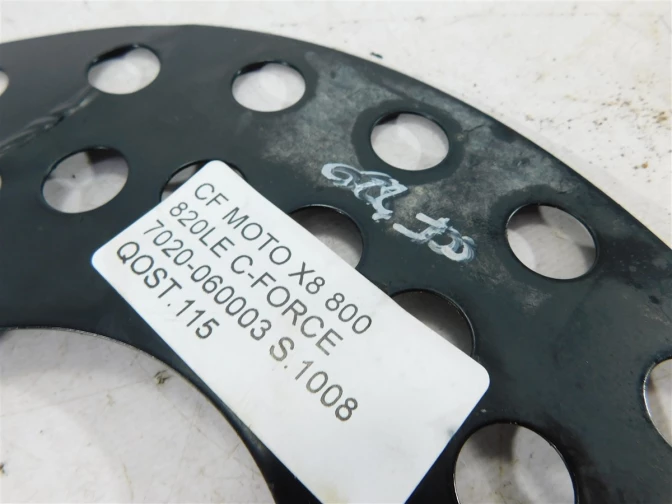 CF MOTO X8 800
820LE C-FORCE
7020-060003 S.1008
QOST.115